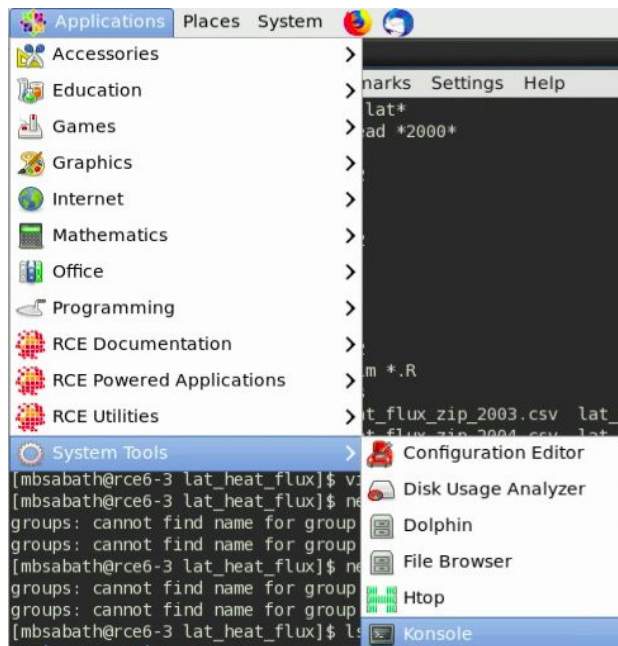 Applications Places System
Accessories
Education
Games
Graphics
Internet
Mathematics
Office
Programming
RCE Documentation
RCE Powered Applications
RCE Utilities
System Tools
marks Settings Help
lat*
ad *2000*
m *.R
t_flux_zip_2003.csv lat_
[mbsabath@rce6-3 lat_heat_flux]$ vi
[mbsabath@rce6-3 lat_heat_flux]$ ne
groups: cannot find name for group
groups: cannot find name for group
[mbsabath@rce6-3 lat_heat_flux]$ ne
groups: cannot find name for group
groups: cannot find name for group
[mbsabath@rce6-3 lat_heat_flux]$ ls
Configuration Editor
Disk Usage Analyzer
Dolphin
File Browser
Htop
Konsole